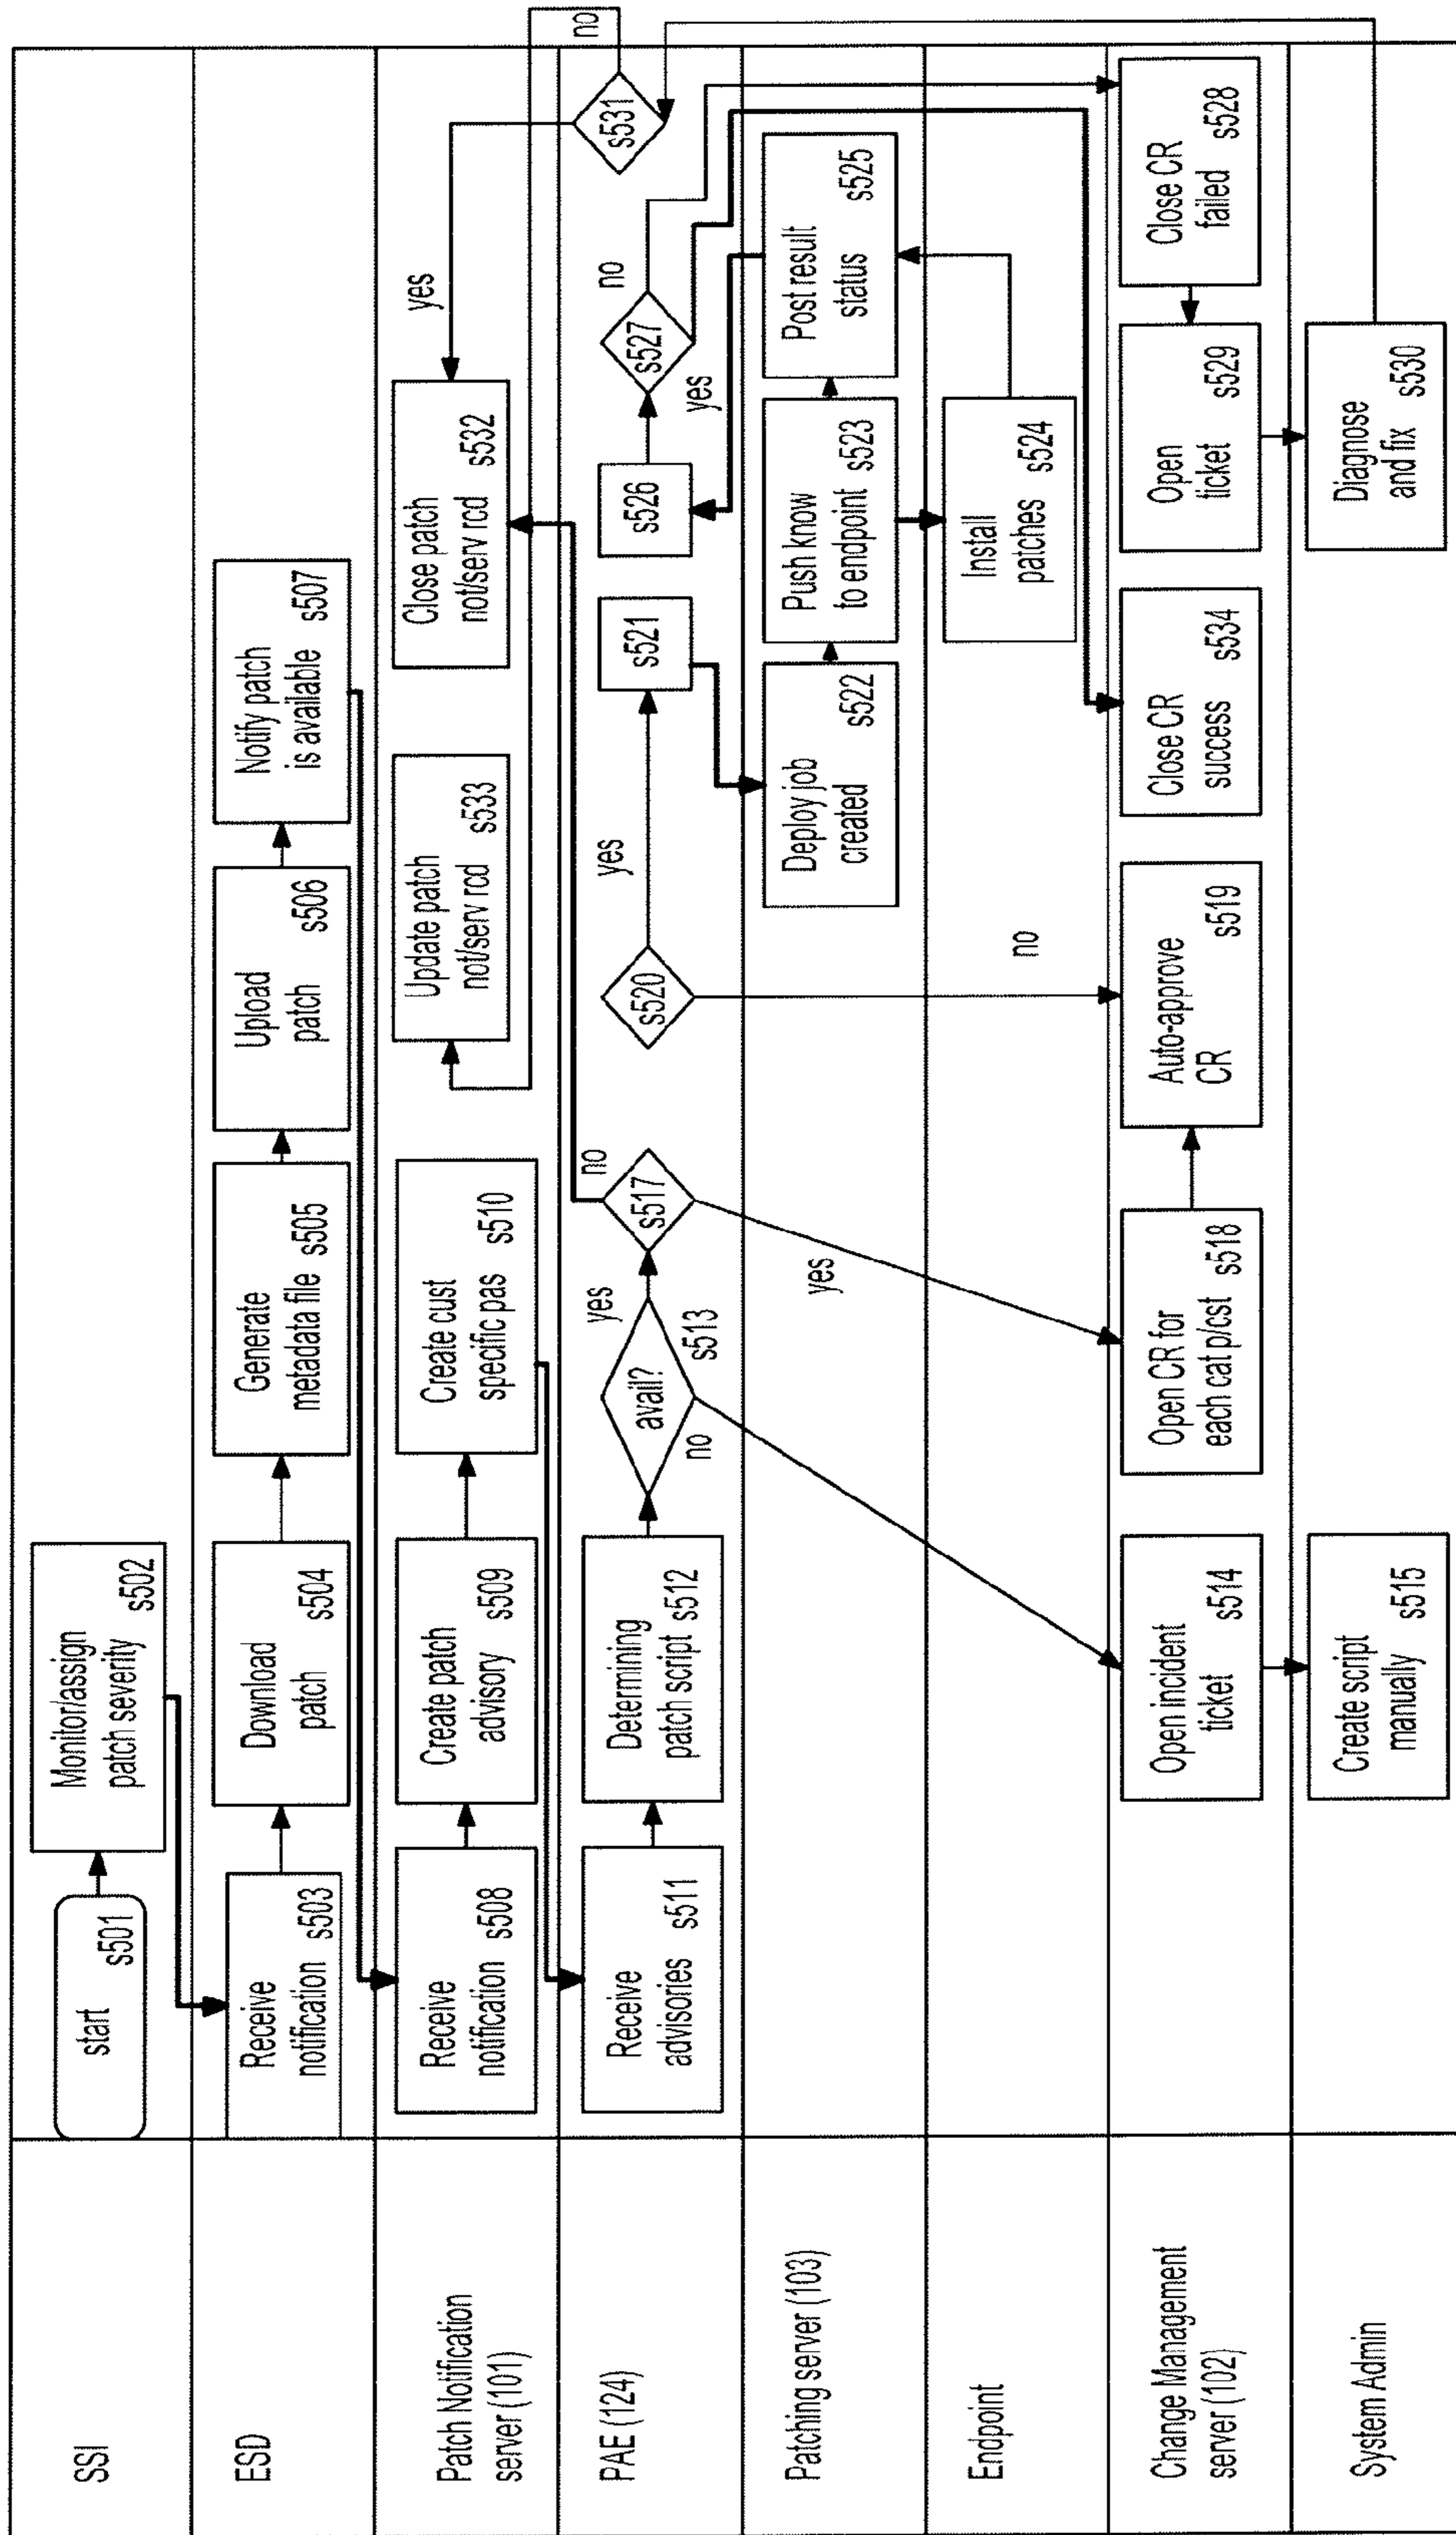 SSI
start
s501
Monitor/assign
patch severity
s502
ESD
Receive
notification s503
Download
patch s504
Generate
metadata file s505
Upload
patch s506
Notify patch
is available s507
Patch Notification
server (101)
Receive
notification s508
Create patch
advisory s509
Create cust
specific pas s510
Update patch
not/serv rcd s533
Close patch
not/serv rcd s532
yes
no
PAE (124)
Receive
advisories s511
Determining
patch script s512
avail?
s513
no
yes
s517
no
yes
s520
yes
no
s521
s526
s527
no
yes
s531
Patching server (103)
Deploy job
created s522
Push know
to endpoint s523
Post result
status s525
Endpoint
Install
patches s524
Change Management
server (102)
Open incident
ticket s514
Open CR for
each cat p/cst s518
Auto-approve
CR s519
Close CR
success s534
Open
ticket s529
Close CR
failed s528
System Admin
Create script
manually s515
Diagnose
and fix s530